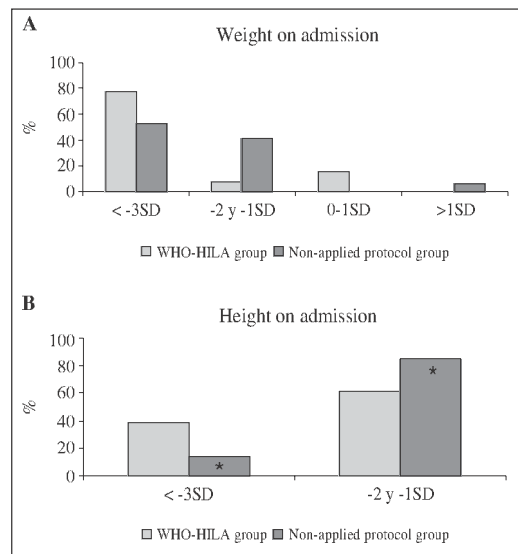 A
Weight on admission
%
100
80
60
40
20
0
< -3SD -2 y -1SD 0-1SD >1SD
WHO-HILA group Non-applied protocol group
B
Height on admission
%
100
80
60
40
20
0
*
*
< -3SD -2 y -1SD
WHO-HILA group Non-applied protocol group